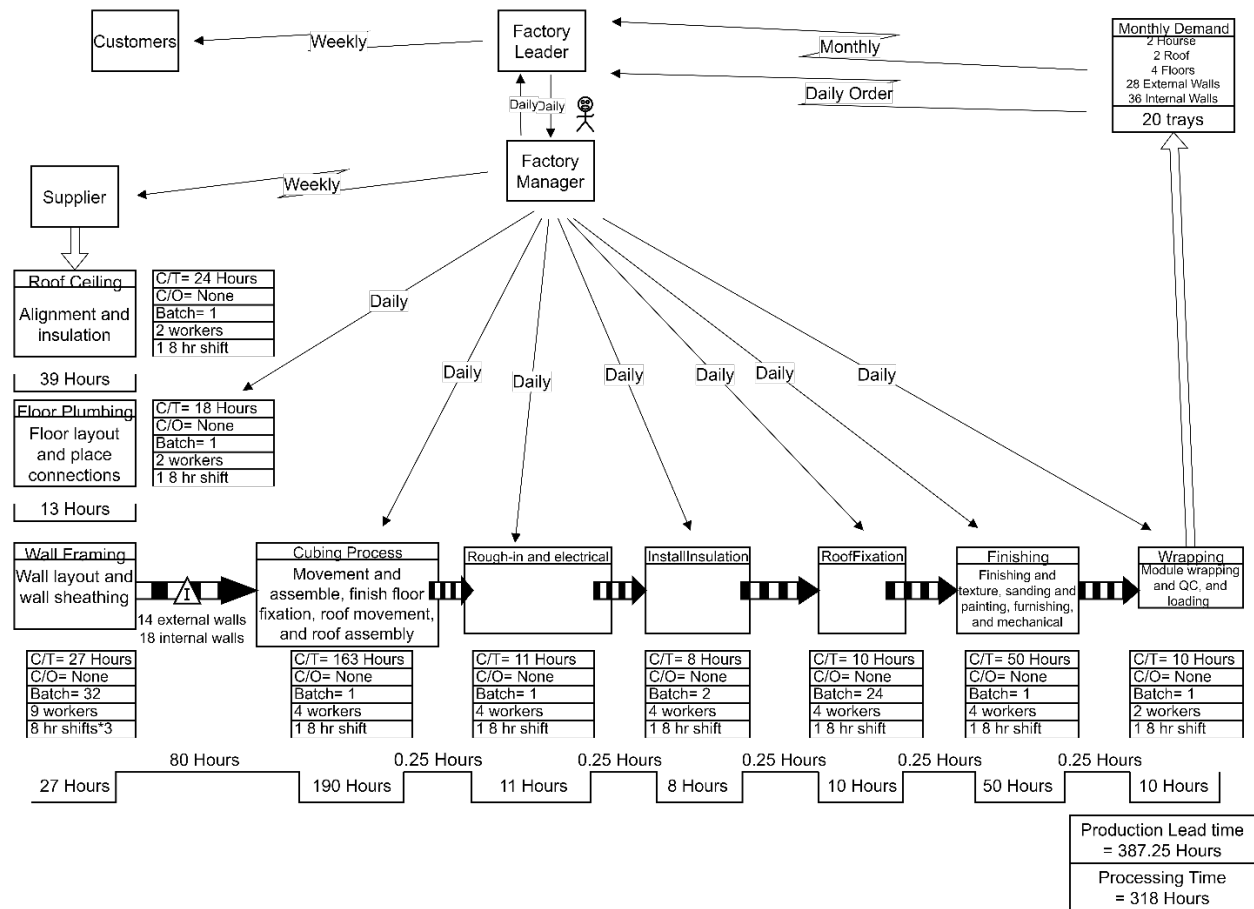 Customers
Weekly
Factory
Leader
Monthly
Daily Order
Monthly Demand
2 Hourse
2 Roof
4 Floors
28 External Walls
36 Internal Walls
20 trays
Daily
Daily
Factory
Manager
Weekly
Supplier
Roof Ceiling
Alignment and
insulation
C/T= 24 Hours
C/O= None
Batch= 1
2 workers
1 8 hr shift
39 Hours
Floor Plumbing
Floor layout
and place
connections
C/T= 18 Hours
C/O= None
Batch= 1
2 workers
1 8 hr shift
13 Hours
Daily
Daily
Daily
Daily
Daily
Daily
Daily
Wall Framing
Wall layout and
wall sheathing
I
14 external walls
18 internal walls
Cubing Process
Movement and
assemble, finish floor
fixation, roof movement,
and roof assembly
Rough-in and electrical
InstallInsulation
RoofFixation
Finishing
Finishing and
texture, sanding and
painting, furnishing,
and mechanical
Wrapping
Module wrapping
and QC, and
loading
C/T= 27 Hours
C/O= None
Batch= 32
9 workers
8 hr shifts*3
C/T= 163 Hours
C/O= None
Batch= 1
4 workers
1 8 hr shift
C/T= 11 Hours
C/O= None
Batch= 1
4 workers
1 8 hr shift
C/T= 8 Hours
C/O= None
Batch= 2
4 workers
1 8 hr shift
C/T= 10 Hours
C/O= None
Batch= 24
4 workers
1 8 hr shift
C/T= 50 Hours
C/O= None
Batch= 1
4 workers
1 8 hr shift
C/T= 10 Hours
C/O= None
Batch= 1
2 workers
1 8 hr shift
27 Hours
80 Hours
190 Hours
0.25 Hours
11 Hours
0.25 Hours
8 Hours
0.25 Hours
10 Hours
0.25 Hours
50 Hours
0.25 Hours
10 Hours
Production Lead time
= 387.25 Hours
Processing Time
= 318 Hours